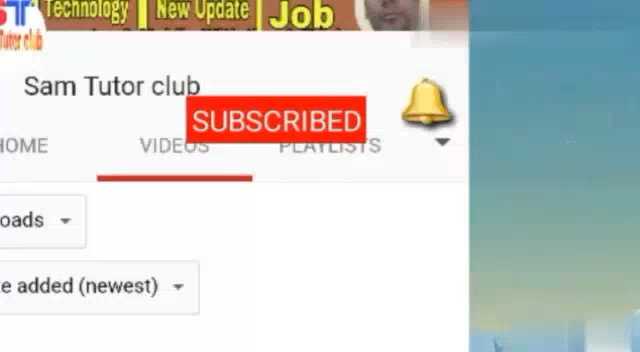 ST Technology New Update Job
Tutor club
Sam Tutor club
SUBSCRIBED
HOME VIDEOS PLAYLISTS
oads
e added (newest)